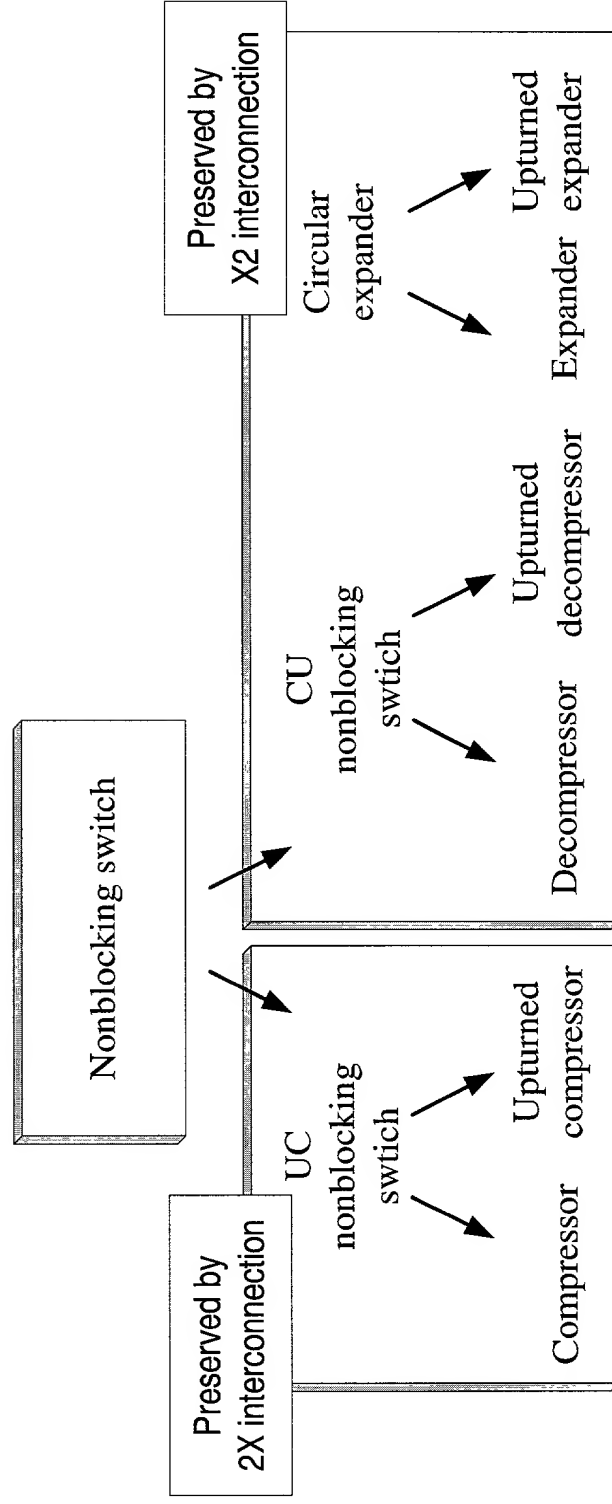 Nonblocking switch
Preserved by
2X interconnection
UC
nonblocking
swtich
Compressor
Upturned
compressor
Preserved by
X2 interconnection
CU
nonblocking
swtich
Decompressor
Upturned
decompressor
Circular
expander
Expander
Upturned
expander